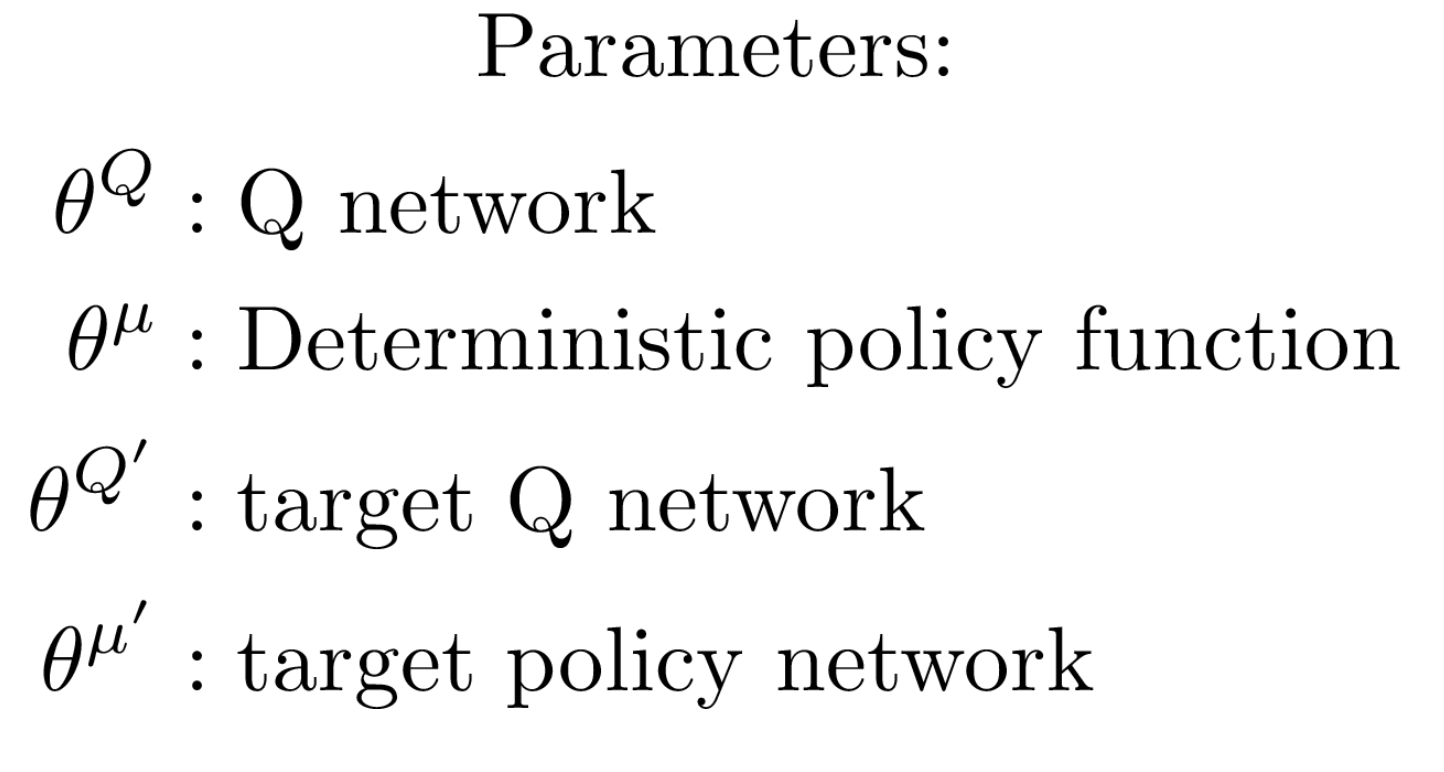 Parameters:
θ^Q : Q network
θ^μ : Deterministic policy function
θ^Q′ : target Q network
θ^μ′ : target policy network